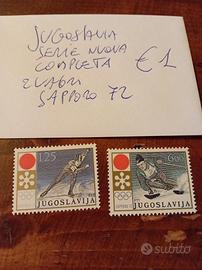 JUGOSLAVIA
SERIE NUOVA
COMPLETA
2 VALORI
SAPPORO 72
€1
1.25
JUGOSLAVIJA
6.00
JUGOSLAVIJA
subito